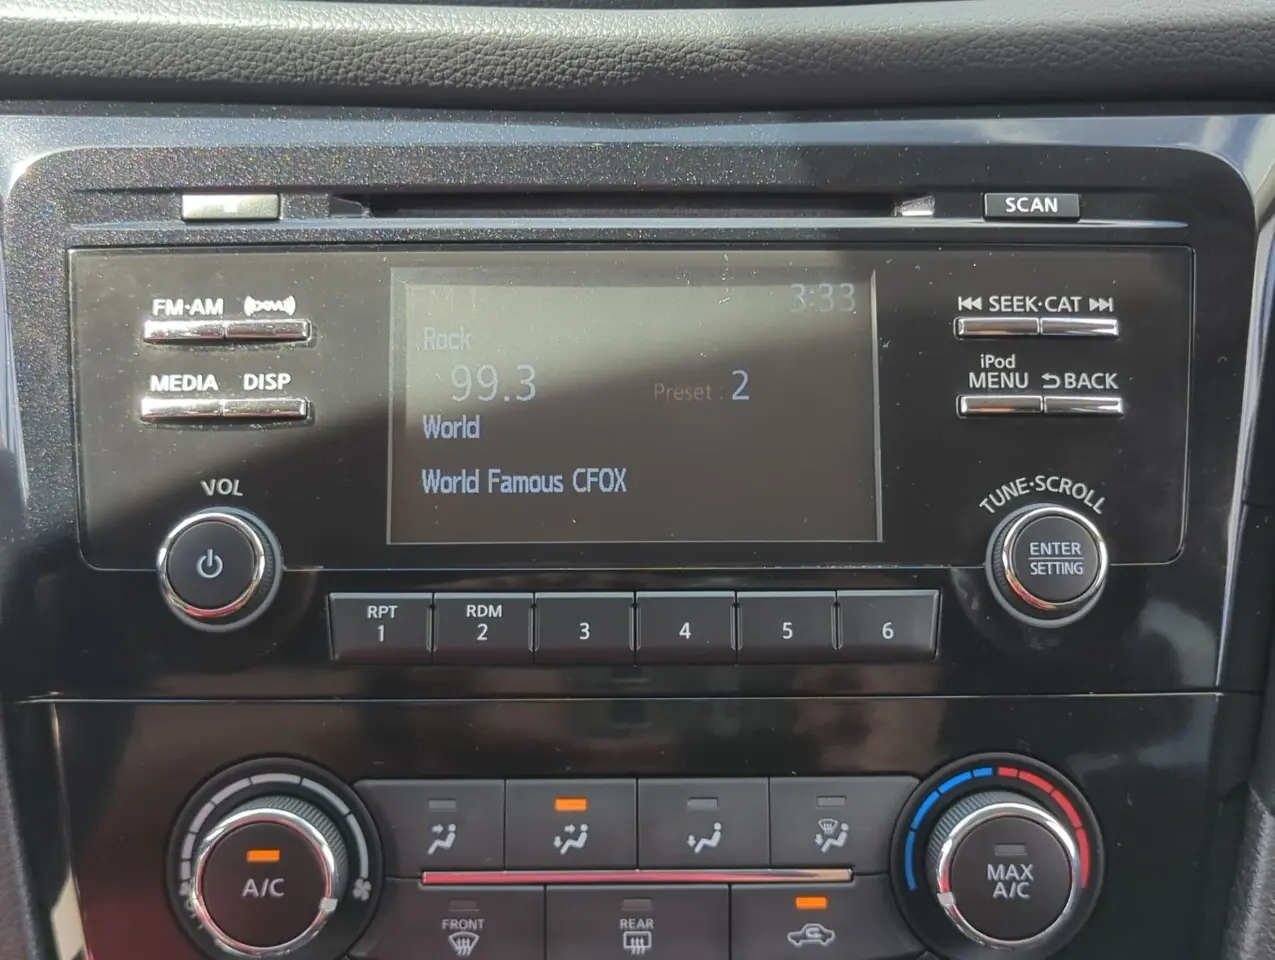 SCAN
FM·AM
MEDIA DISP
VOL
FM1 3:33
Rock
99.3 Preset : 2
World
World Famous CFOX
SEEK·CAT
iPod
MENU BACK
TUNE·SCROLL
ENTER
SETTING
RPT
1
RDM
2
3
4
5
6
A/C
MAX
A/C
FRONT
REAR